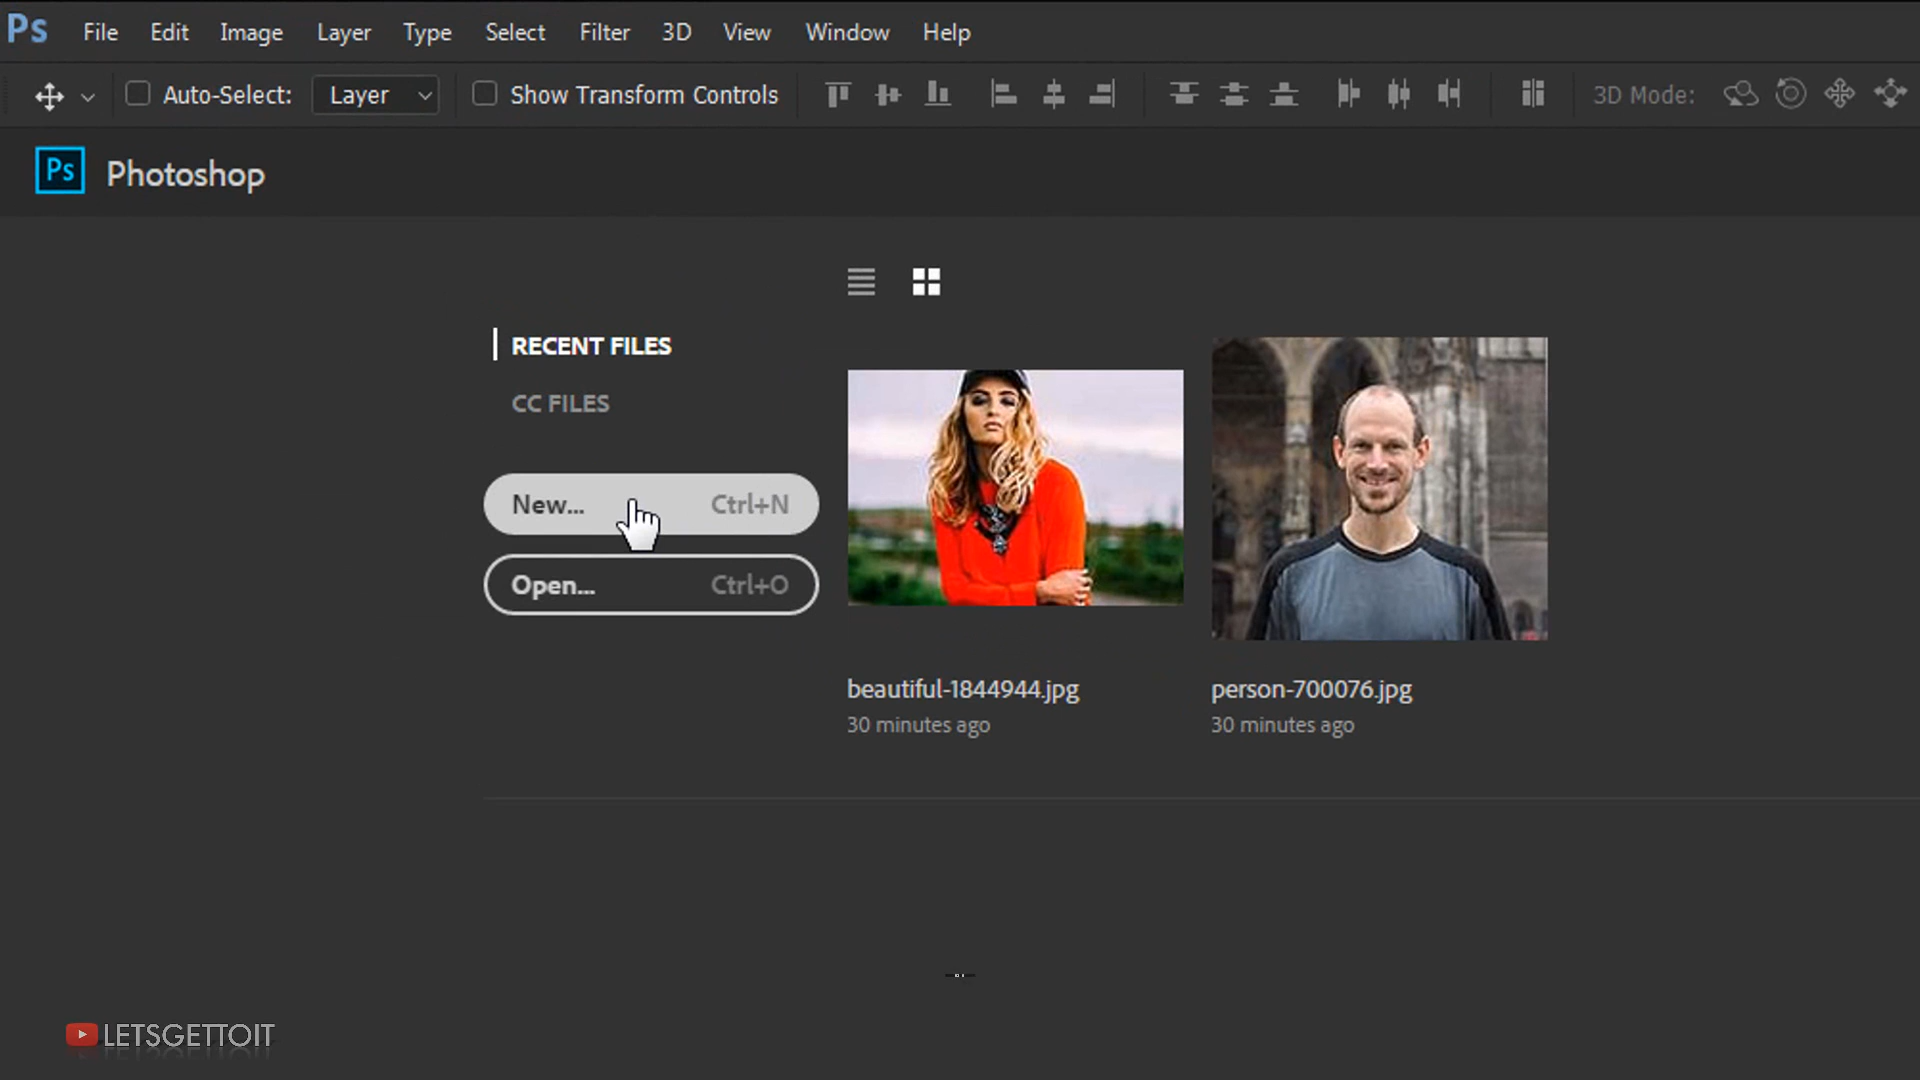 Ps File Edit Image Layer Type Select Filter 3D View Window Help
Auto-Select: Layer Show Transform Controls 3D Mode:
Ps Photoshop
RECENT FILES
CC FILES
New... Ctrl+N
Open... Ctrl+O
beautiful-1844944.jpg
30 minutes ago
person-700076.jpg
30 minutes ago
LETSGETTOIT